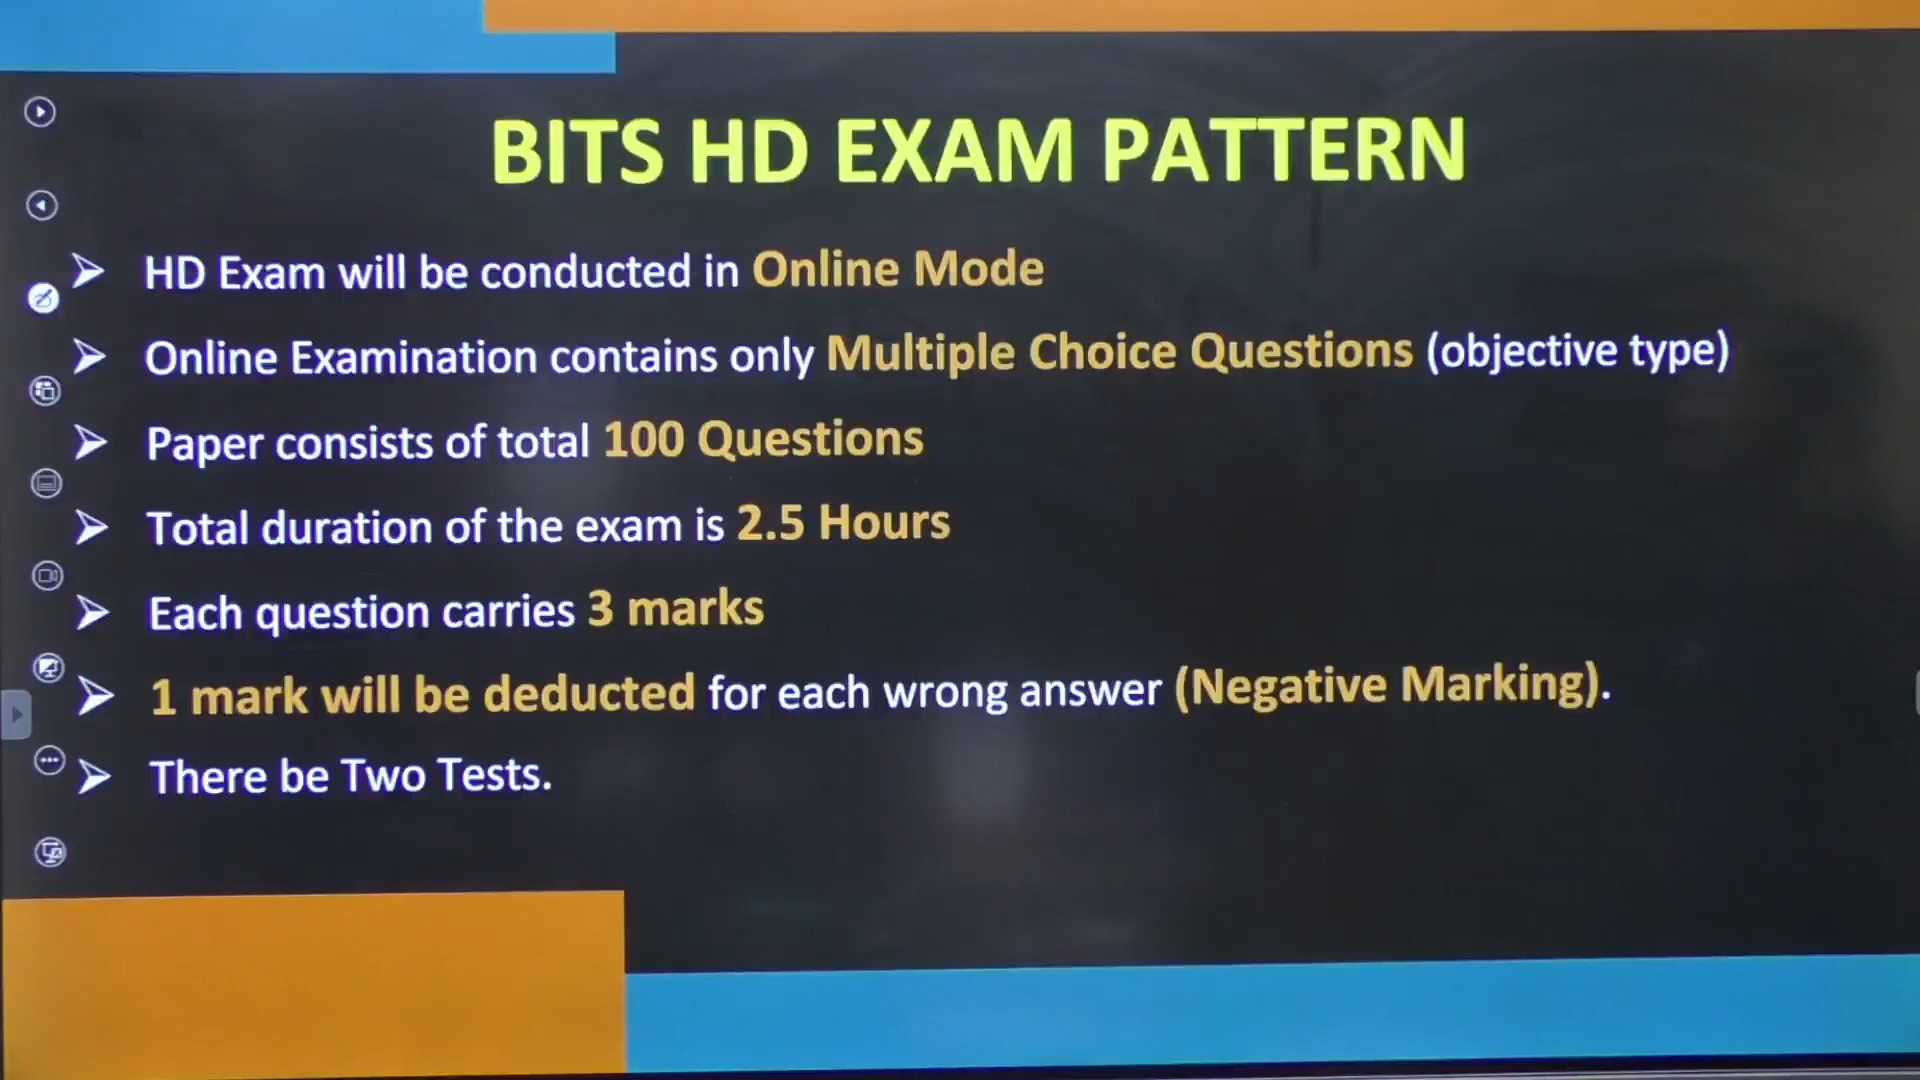 BITS HD EXAM PATTERN
➢ HD Exam will be conducted in Online Mode
➢ Online Examination contains only Multiple Choice Questions (objective type)
➢ Paper consists of total 100 Questions
➢ Total duration of the exam is 2.5 Hours
➢ Each question carries 3 marks
➢ 1 mark will be deducted for each wrong answer (Negative Marking).
➢ There be Two Tests.